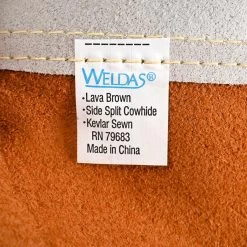 WELDAS®
•Lava Brown
•Side Split Cowhide
•Kevlar Sewn
RN 79683
Made in China